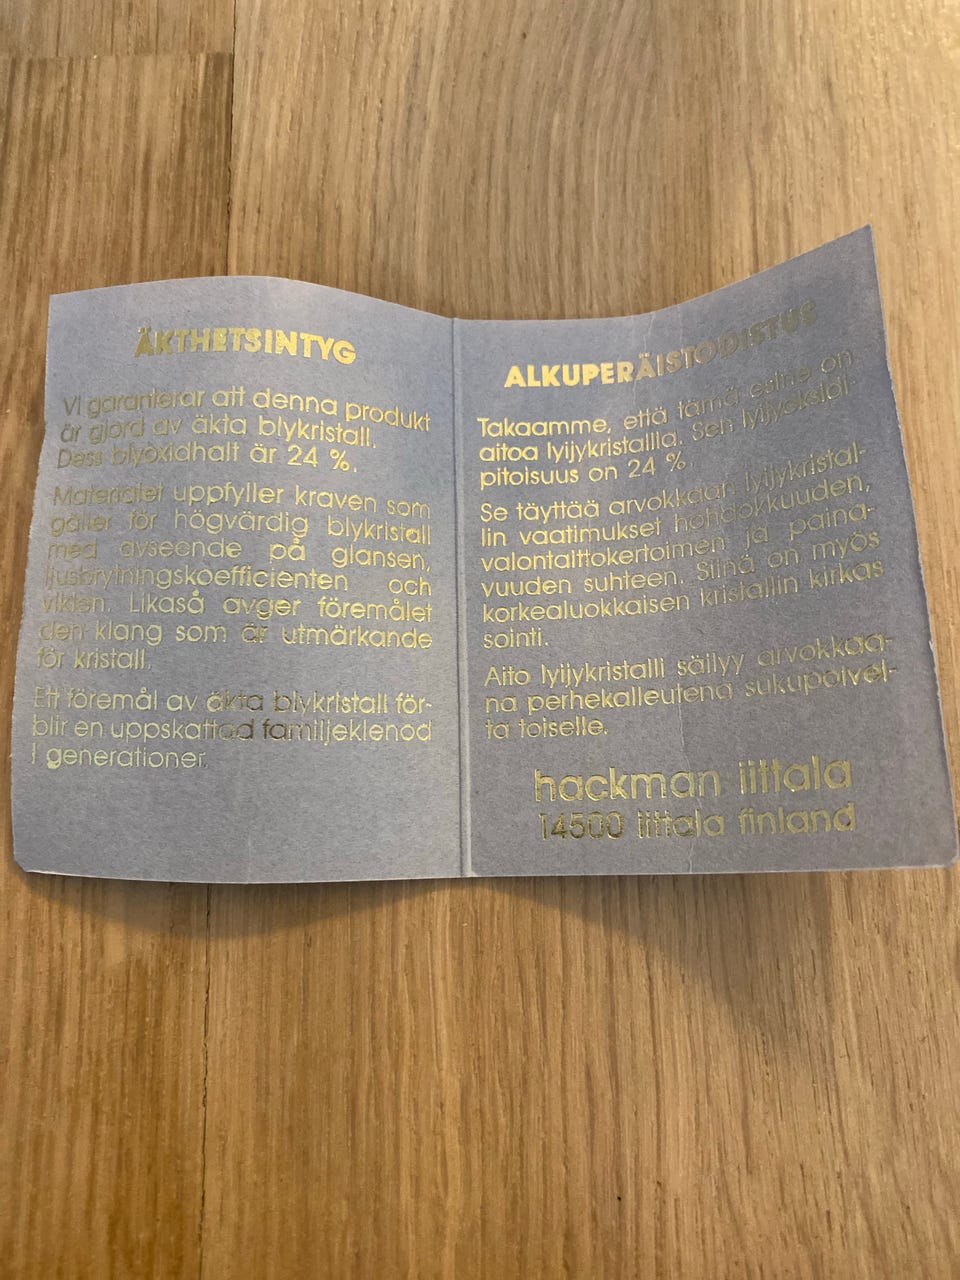 ÄKTHETSINTYG
Vi garanterar att denna produkt
är gjord av äkta blykristall.
Dess blyoxidhalt är 24 %.
Materialet uppfyller kraven som
gäller för högvärdig blykristall
med avseende på glansen,
ljusbrytningskoefficienten och
vikten. Likaså avger föremålet
den klang som är utmärkande
för kristall.
Ett föremål av äkta blykristall för-
blir en uppskattad familjeklenod
i generationer.
ALKUPERÄISTODISTUS
Takaamme, että tämä esine on
aitoa lyijykristallia. Sen lyijyoksidi-
pitoisuus on 24 %.
Se täyttää arvokkaan lyijykristal-
lin vaatimukset hohdokkuuden,
valontaittokertoimen ja paina-
vuuden suhteen. Siinä on myös
korkealuokkaisen kristallin kirkas
sointi.
Aito lyijykristalli säilyy arvokkaa-
na perhekalleutena sukupolvel-
ta toiselle.
hackman iittala
14500 iittala finland